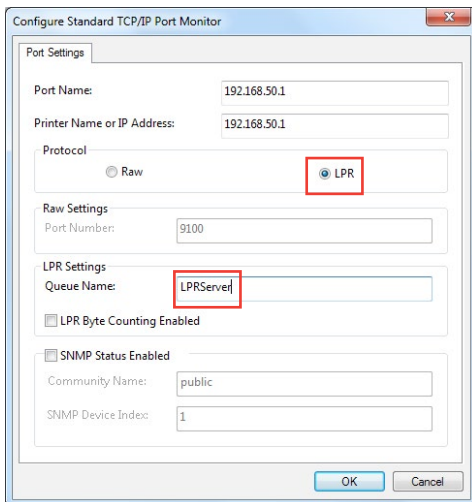 Configure Standard TCP/IP Port Monitor
Port Settings
Port Name: 192.168.50.1
Printer Name or IP Address: 192.168.50.1
Protocol
Raw LPR
Raw Settings
Port Number: 9100
LPR Settings
Queue Name: LPRServer
LPR Byte Counting Enabled
SNMP Status Enabled
Community Name: public
SNMP Device Index: 1
OK Cancel